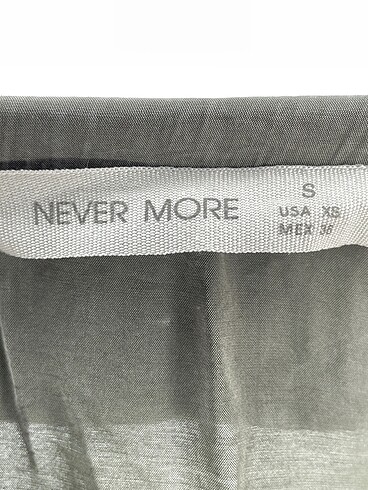 NEVER MORE
S
USA XS
MEX 36